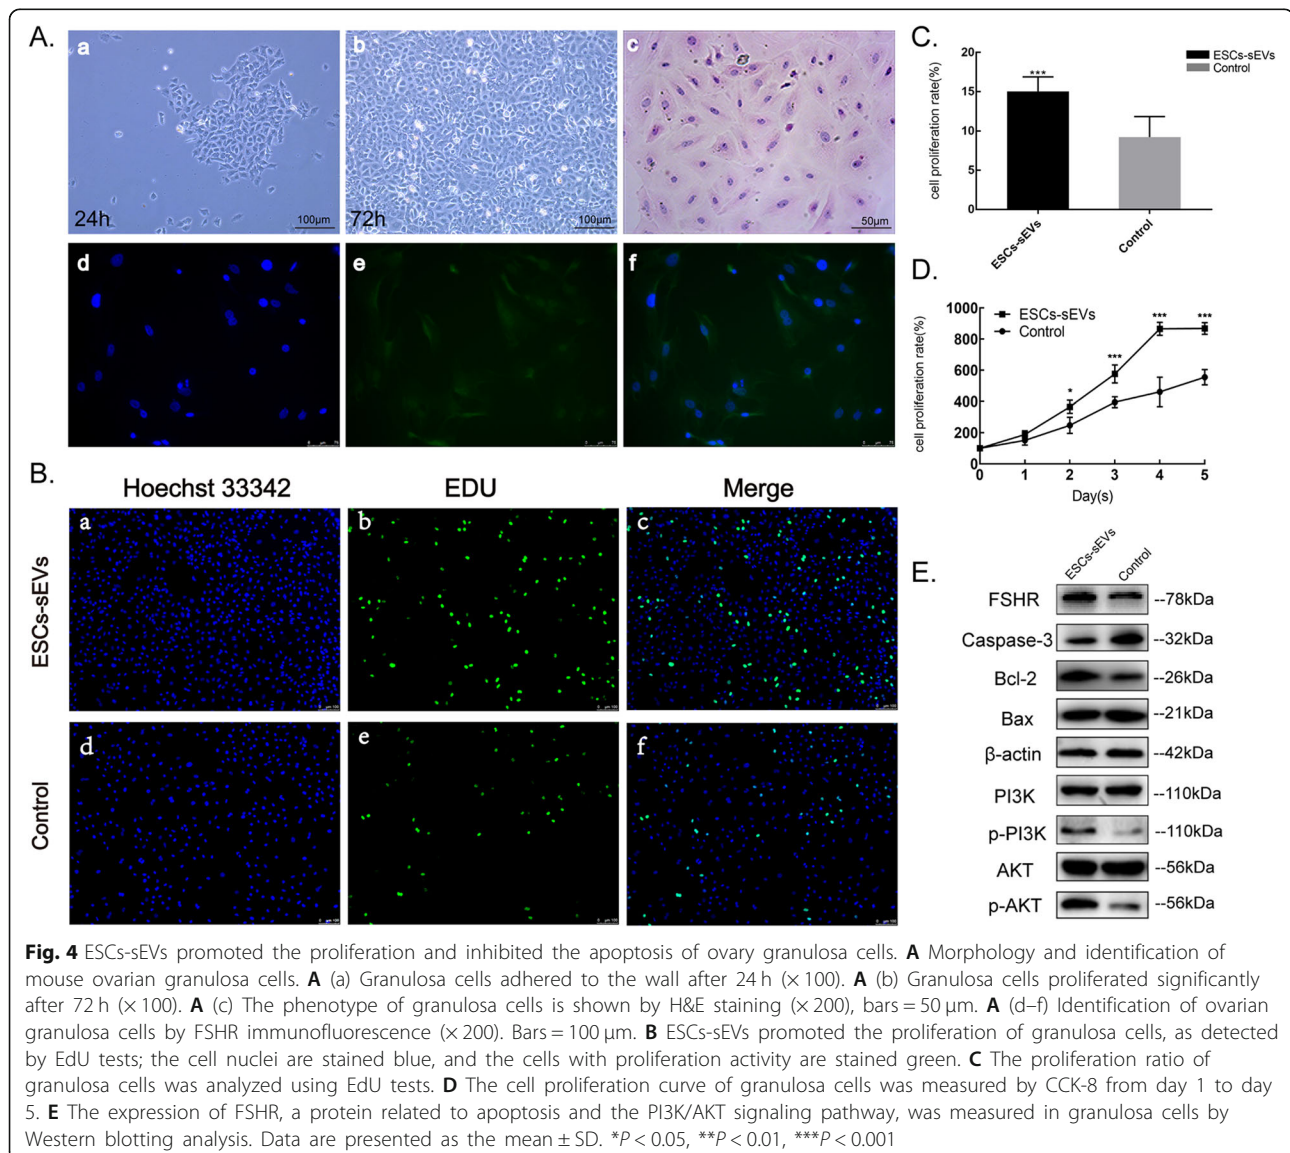 A.
a
24h
100μm
b
72h
100μm
c
50μm
d
e
f
B.
Hoechst 33342
EDU
Merge
ESCs-sEVs
a
b
c
Control
d
e
f
C.
cell proliferation rate(%)
20
15
10
5
0
***
ESCs-sEVs
Control
ESCs-sEVs
Control
D.
cell proliferation rate(%)
1000
800
600
400
200
0
ESCs-sEVs
Control
*
***
***
***
0 1 2 3 4 5
Day(s)
E.
ESCs-sEVs
Control
FSHR --78kDa
Caspase-3 --32kDa
Bcl-2 --26kDa
Bax --21kDa
β-actin --42kDa
PI3K --110kDa
p-PI3K --110kDa
AKT --56kDa
p-AKT --56kDa
Fig. 4 ESCs-sEVs promoted the proliferation and inhibited the apoptosis of ovary granulosa cells. A Morphology and identification of
mouse ovarian granulosa cells. A (a) Granulosa cells adhered to the wall after 24 h (× 100). A (b) Granulosa cells proliferated significantly
after 72 h (× 100). A (c) The phenotype of granulosa cells is shown by H&E staining (× 200), bars = 50 μm. A (d–f) Identification of ovarian
granulosa cells by FSHR immunofluorescence (× 200). Bars = 100 μm. B ESCs-sEVs promoted the proliferation of granulosa cells, as detected
by EdU tests; the cell nuclei are stained blue, and the cells with proliferation activity are stained green. C The proliferation ratio of
granulosa cells was analyzed using EdU tests. D The cell proliferation curve of granulosa cells was measured by CCK-8 from day 1 to day
5. E The expression of FSHR, a protein related to apoptosis and the PI3K/AKT signaling pathway, was measured in granulosa cells by
Western blotting analysis. Data are presented as the mean ± SD. *P < 0.05, **P < 0.01, ***P < 0.001